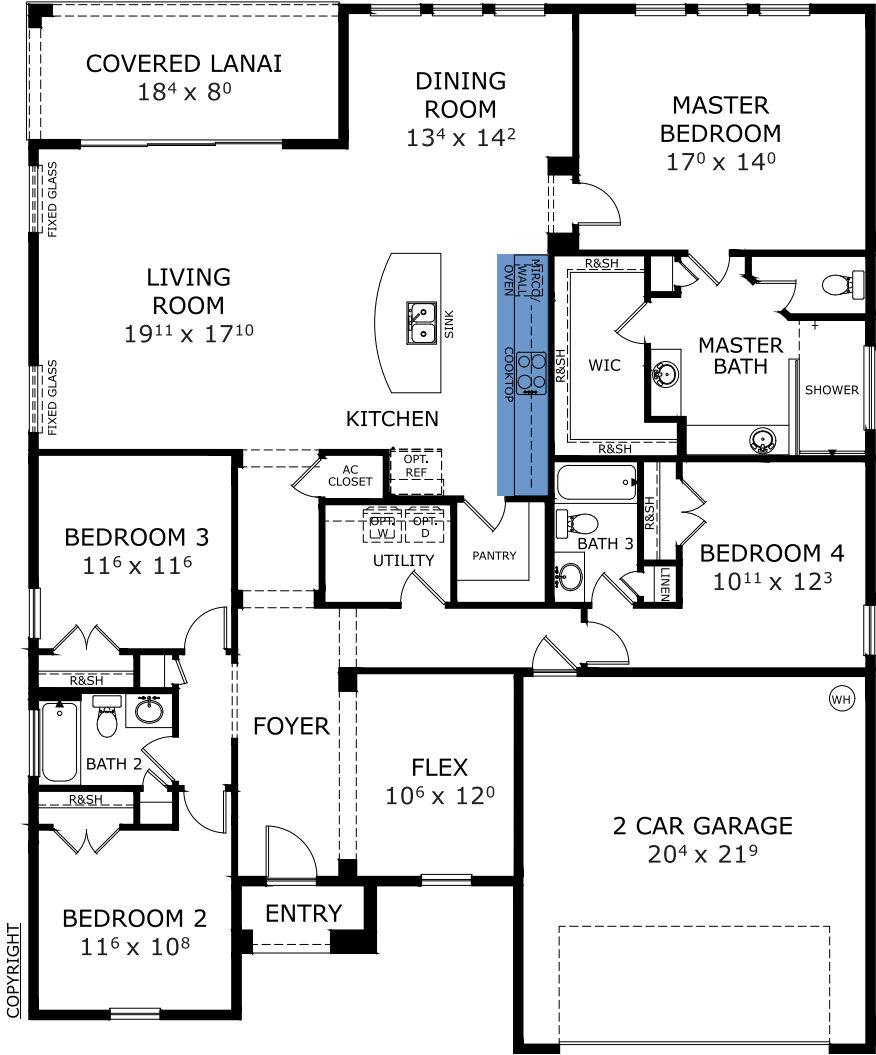 COVERED LANAI
18⁴ x 8⁰
DINING
ROOM
13⁴ x 14²
MASTER
BEDROOM
17⁰ x 14⁰
FIXED GLASS
LIVING
ROOM
19¹¹ x 17¹⁰
SINK
MIRCO/
WALL
OVEN
COOKTOP
KITCHEN
FIXED GLASS
R&SH
R&SH
WIC
R&SH
MASTER
BATH
SHOWER
AC
CLOSET
OPT.
REF
BEDROOM 3
11⁶ x 11⁶
OPT.
W
OPT.
D
UTILITY
PANTRY
BATH 3
R&SH
LINEN
BEDROOM 4
10¹¹ x 12³
R&SH
BATH 2
R&SH
FOYER
FLEX
10⁶ x 12⁰
WH
2 CAR GARAGE
20⁴ x 21⁹
BEDROOM 2
11⁶ x 10⁸
ENTRY
COPYRIGHT